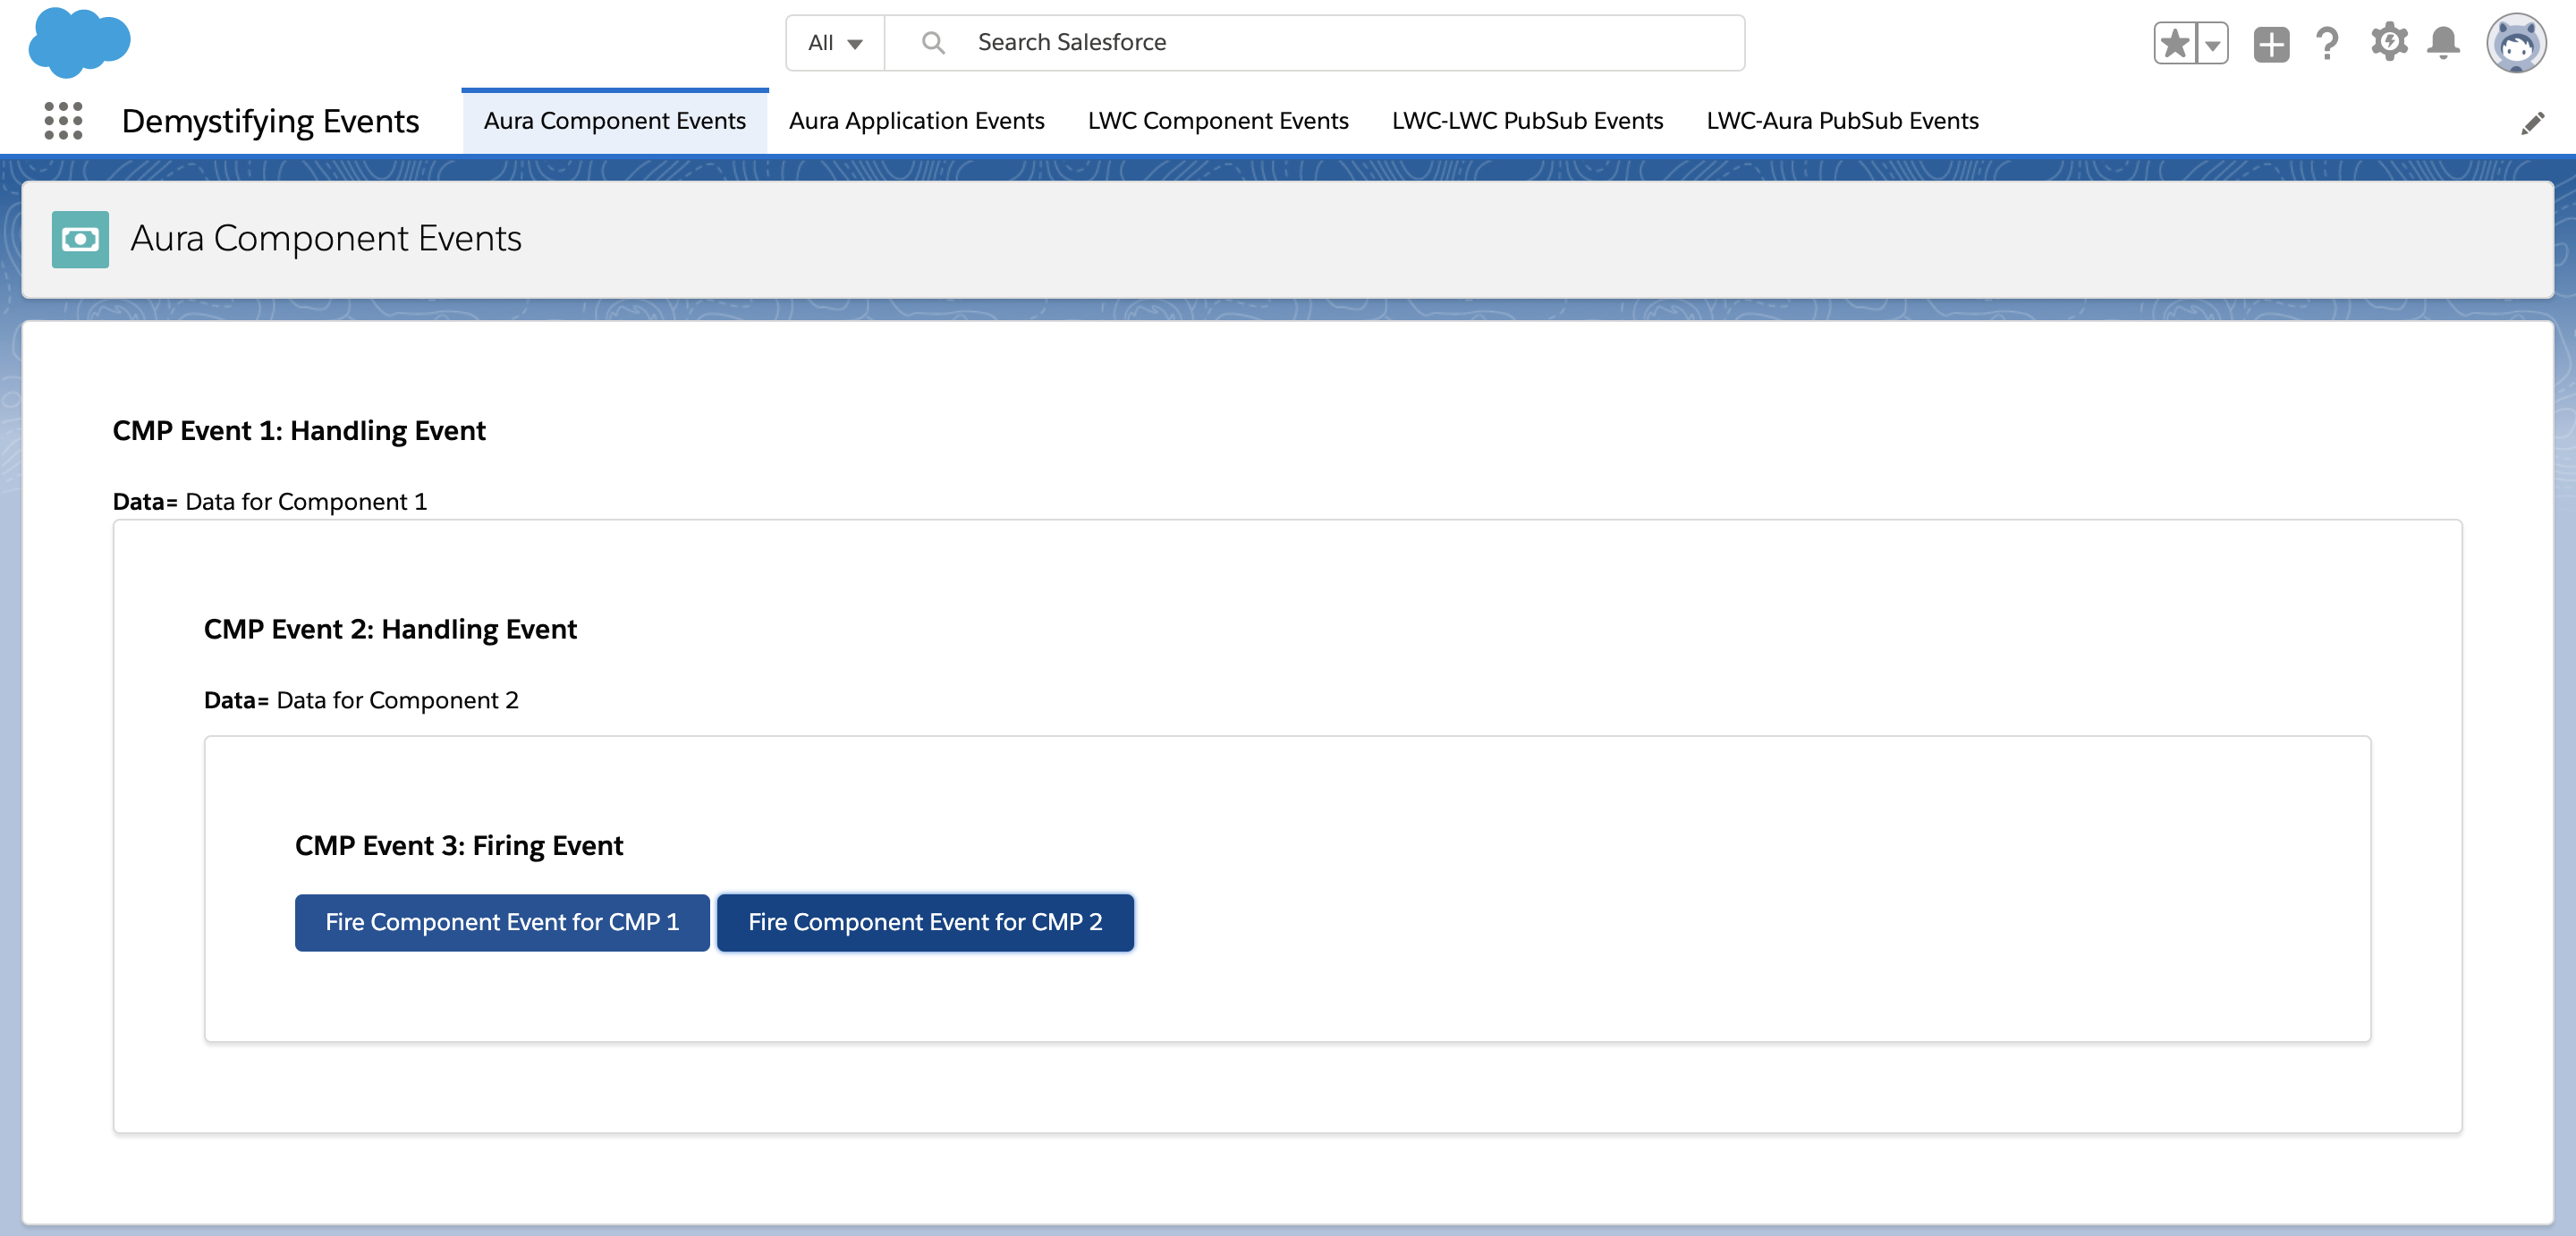 All
Search Salesforce
Demystifying Events
Aura Component Events
Aura Application Events
LWC Component Events
LWC-LWC PubSub Events
LWC-Aura PubSub Events
Aura Component Events
CMP Event 1: Handling Event
Data= Data for Component 1
CMP Event 2: Handling Event
Data= Data for Component 2
CMP Event 3: Firing Event
Fire Component Event for CMP 1
Fire Component Event for CMP 2